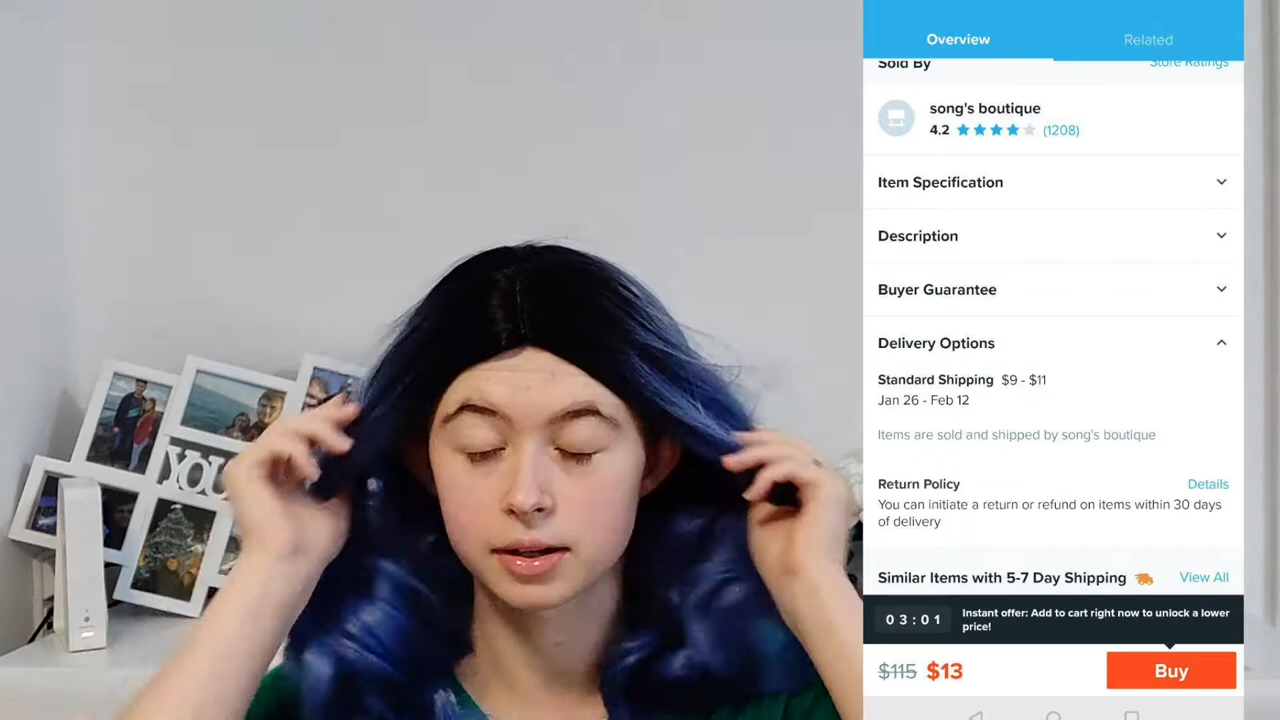 Overview
Related
Sold By
Store Ratings
song's boutique
4.2 (1208)
Item Specification
Description
Buyer Guarantee
Delivery Options
Standard Shipping $9 - $11
Jan 26 - Feb 12
Items are sold and shipped by song's boutique
Return Policy
Details
You can initiate a return or refund on items within 30 days
of delivery
Similar Items with 5-7 Day Shipping
View All
03:01
Instant offer: Add to cart right now to unlock a lower
price!
$115 $13
Buy
YOU